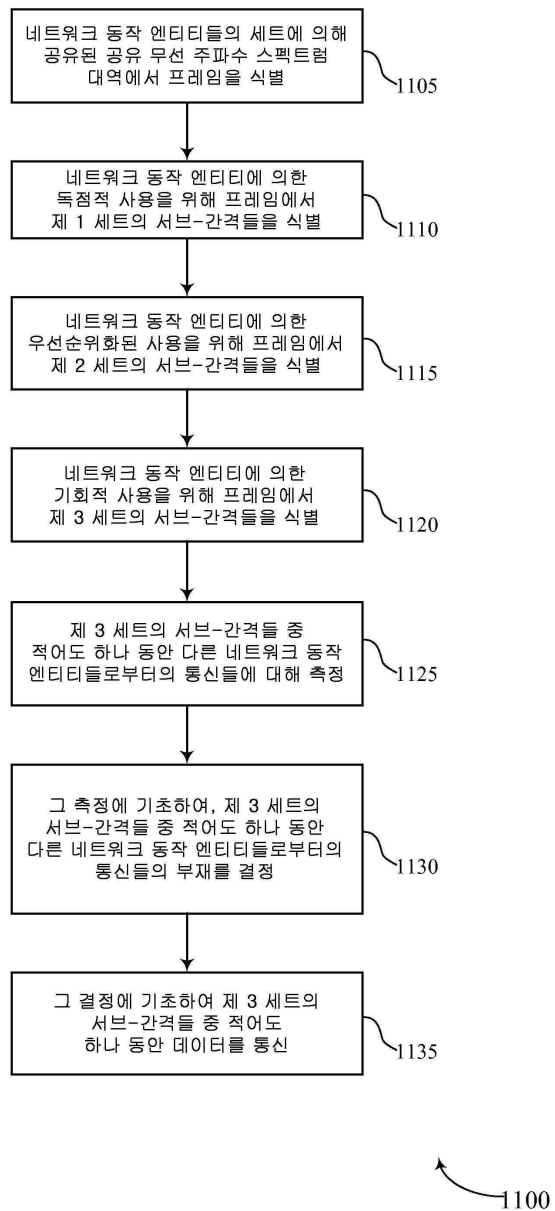 네트워크 동작 엔티티들의 세트에 의해
공유된 공유 무선 주파수 스펙트럼
대역에서 프레임을 식별
1105
네트워크 동작 엔티티에 의한
독점적 사용을 위해 프레임에서
제 1 세트의 서브-간격들을 식별
1110
네트워크 동작 엔티티에 의한
우선순위화된 사용을 위해 프레임에서
제 2 세트의 서브-간격들을 식별
1115
네트워크 동작 엔티티에 의한
기회적 사용을 위해 프레임에서
제 3 세트의 서브-간격들을 식별
1120
제 3 세트의 서브-간격들 중
적어도 하나 동안 다른 네트워크 동작
엔티티들로부터의 통신들에 대해 측정
1125
그 측정에 기초하여, 제 3 세트의
서브-간격들 중 적어도 하나 동안
다른 네트워크 동작 엔티티들로부터의
통신들의 부재를 결정
1130
그 결정에 기초하여 제 3 세트의
서브-간격들 중 적어도
하나 동안 데이터를 통신
1135
1100